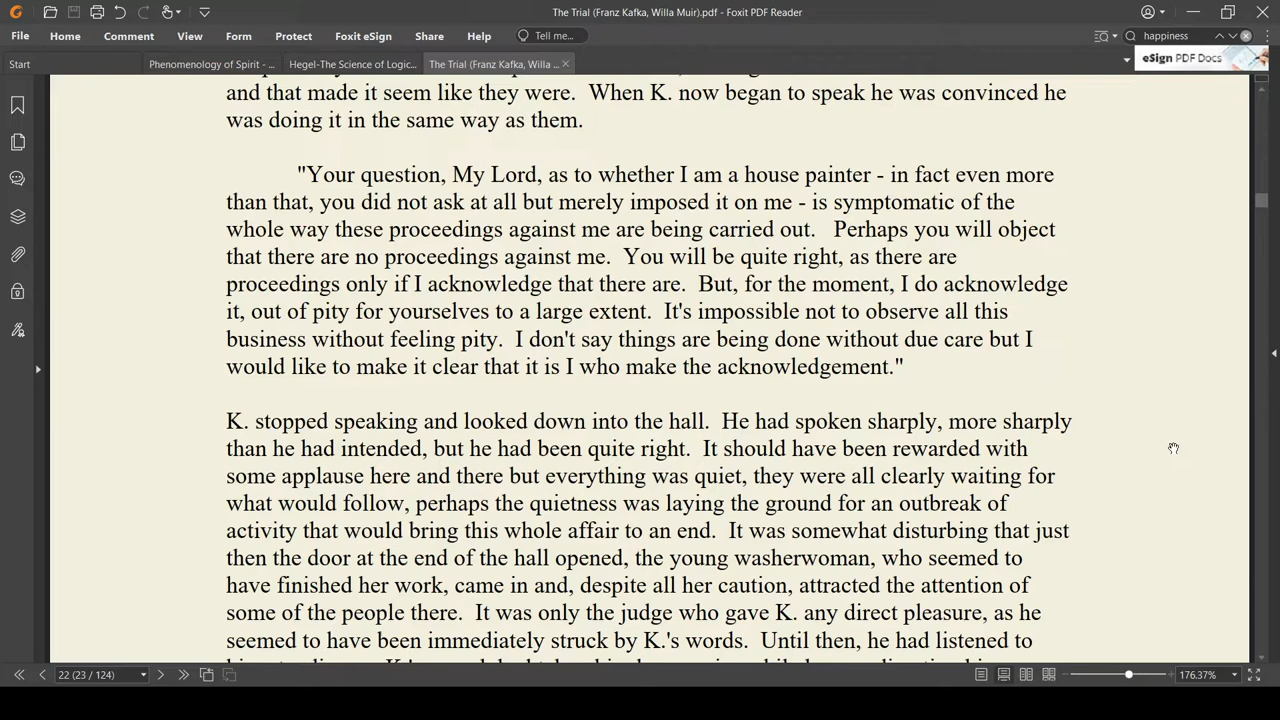 The Trial (Franz Kafka, Willa Muir).pdf - Foxit PDF Reader
File Home Comment View Form Protect Foxit eSign Share Help Tell me... happiness
Start Phenomenology of Spirit - ... Hegel-The Science of Logic... The Trial (Franz Kafka, Willa ... eSign PDF Docs
and that made it seem like they were.  When K. now began to speak he was convinced he
was doing it in the same way as them.
"Your question, My Lord, as to whether I am a house painter - in fact even more
than that, you did not ask at all but merely imposed it on me - is symptomatic of the
whole way these proceedings against me are being carried out.   Perhaps you will object
that there are no proceedings against me.  You will be quite right, as there are
proceedings only if I acknowledge that there are.  But, for the moment, I do acknowledge
it, out of pity for yourselves to a large extent.  It's impossible not to observe all this
business without feeling pity.  I don't say things are being done without due care but I
would like to make it clear that it is I who make the acknowledgement."
K. stopped speaking and looked down into the hall.  He had spoken sharply, more sharply
than he had intended, but he had been quite right.  It should have been rewarded with
some applause here and there but everything was quiet, they were all clearly waiting for
what would follow, perhaps the quietness was laying the ground for an outbreak of
activity that would bring this whole affair to an end.  It was somewhat disturbing that just
then the door at the end of the hall opened, the young washerwoman, who seemed to
have finished her work, came in and, despite all her caution, attracted the attention of
some of the people there.  It was only the judge who gave K. any direct pleasure, as he
seemed to have been immediately struck by K.'s words.  Until then, he had listened to
22 (23 / 124) 176.37%